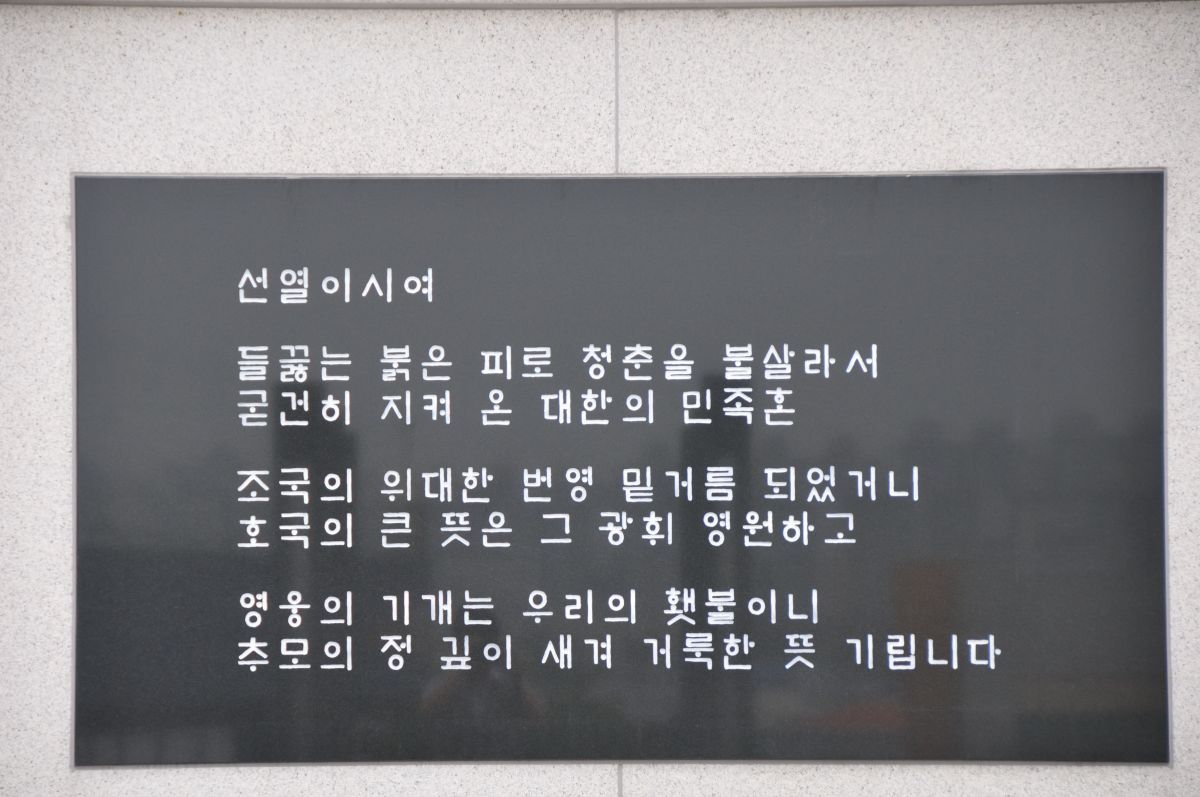 선열이시여
들끓는 붉은 피로 청춘을 불살라서
굳건히 지켜 온 대한의 민족혼
조국의 위대한 번영 밑거름 되었거니
호국의 큰 뜻은 그 광휘 영원하고
영웅의 기개는 우리의 횃불이니
추모의 정 깊이 새겨 거룩한 뜻 기립니다